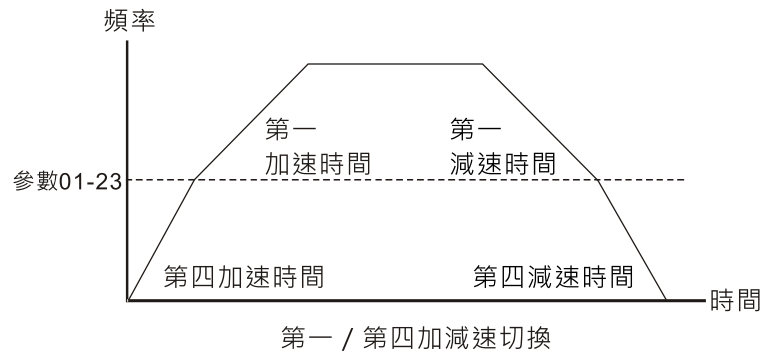 頻率
第一
加速時間
第一
減速時間
參數01-23
第四加速時間
第四減速時間
時間
第一 / 第四加減速切換